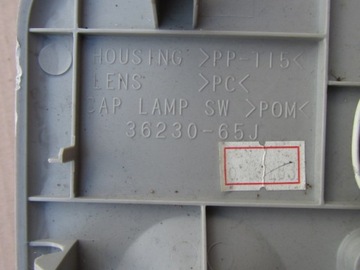 HOUSING >PP-T15<
LENS >PC<
CAP LAMP SW >POM<
36230-65J